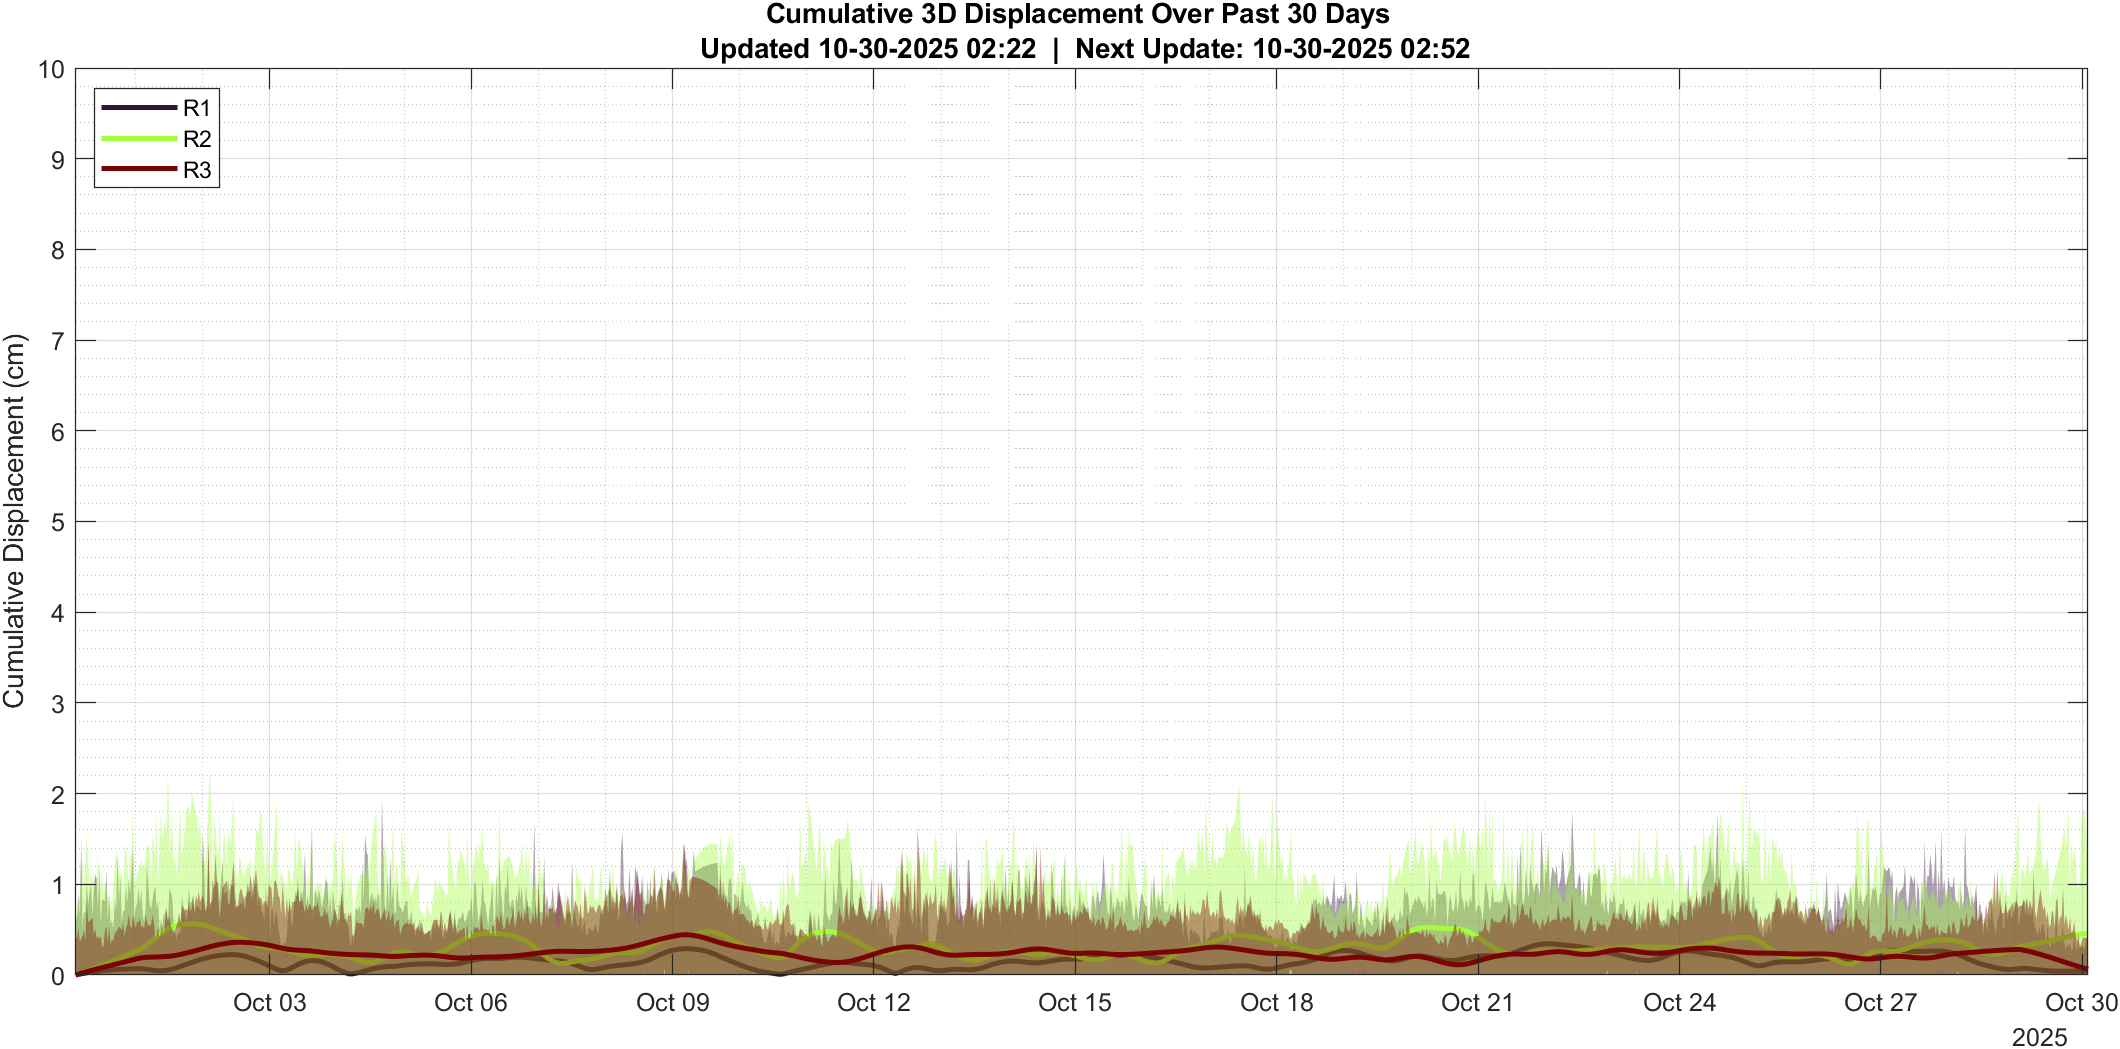 Cumulative 3D Displacement Over Past 30 Days
Updated 10-30-2025 02:22 | Next Update: 10-30-2025 02:52
Cumulative Displacement (cm)
10
9
8
7
6
5
4
3
2
1
0
R1
R2
R3
Oct 03 Oct 06 Oct 09 Oct 12 Oct 15 Oct 18 Oct 21 Oct 24 Oct 27 Oct 30
2025